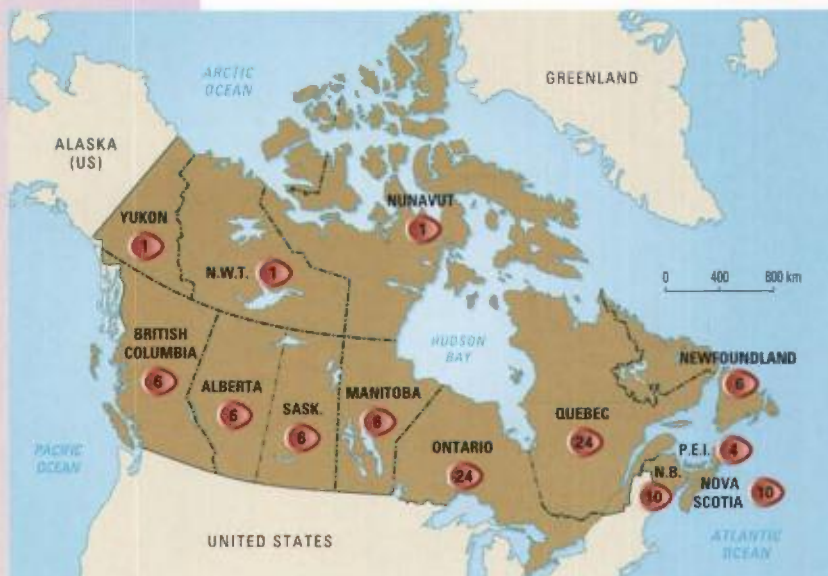 ARCTIC
OCEAN
GREENLAND
ALASKA
(US)
YUKON
1
NUNAVUT
1
N.W.T.
1
0 400 800 km
BRITISH
COLUMBIA
6
HUDSON
BAY
NEWFOUNDLAND
6
ALBERTA
6
SASK.
6
MANITOBA
6
QUEBEC
24
ONTARIO
24
P.E.I.
4
N.B.
10
NOVA
SCOTIA
10
PACIFIC
OCEAN
UNITED STATES
ATLANTIC
OCEAN